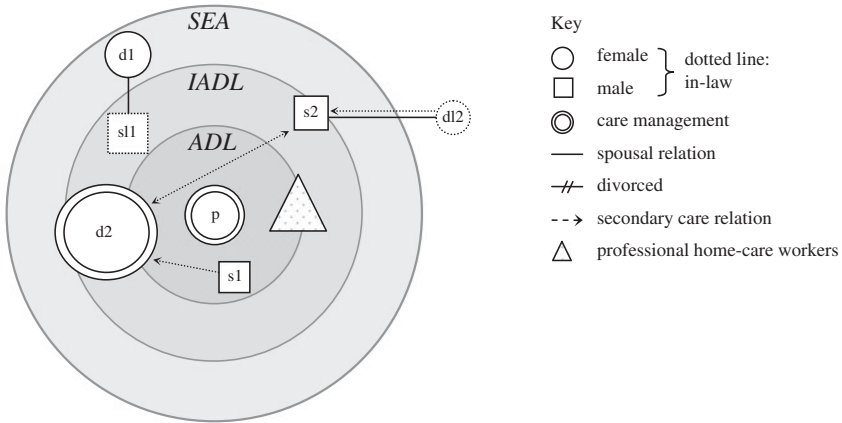 SEA
d1
IADL
s2
dl2
sl1
ADL
d2
p
s1
Key
female
male
dotted line:
in-law
care management
spousal relation
divorced
secondary care relation
professional home-care workers